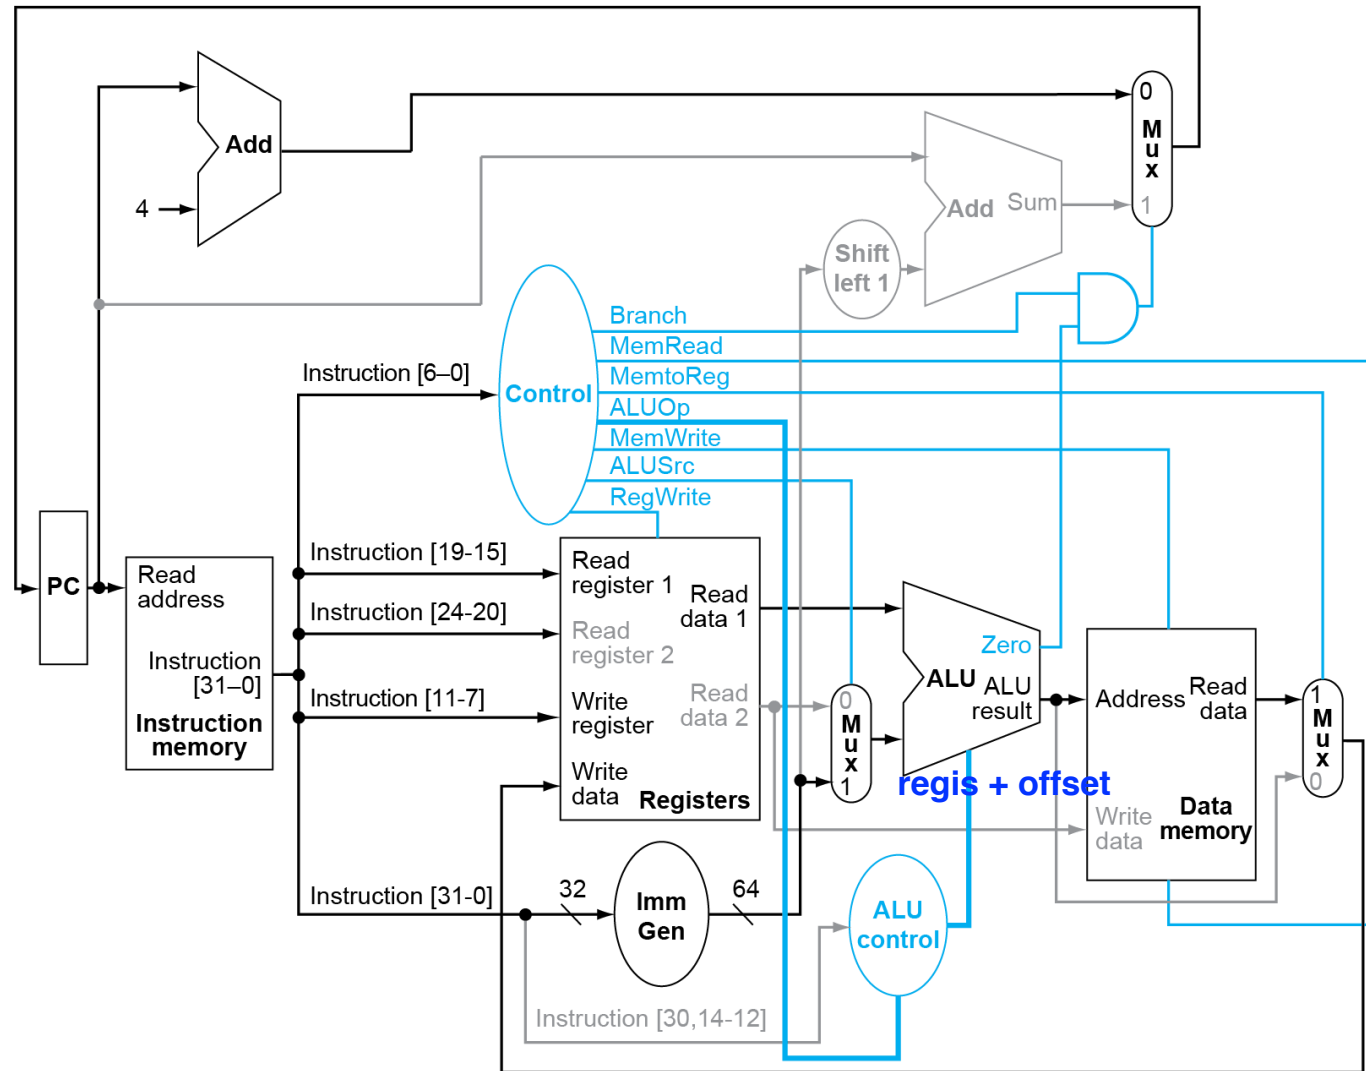 Add
4
0
M
u
x
1
Add Sum
Shift
left 1
Branch
MemRead
MemtoReg
ALUOp
MemWrite
ALUSrc
RegWrite
Control
Instruction [6–0]
PC
Read
address
Instruction
[31–0]
Instruction
memory
Instruction [19-15]
Instruction [24-20]
Instruction [11-7]
Instruction [31-0]
Read
register 1
Read
register 2
Write
register
Write
data
Read
data 1
Read
data 2
Registers
0
M
u
x
1
Zero
ALU
ALU
result
regis + offset
Address
Read
data
Write
data
Data
memory
1
M
u
x
0
32
Imm
Gen
64
ALU
control
Instruction [30,14-12]